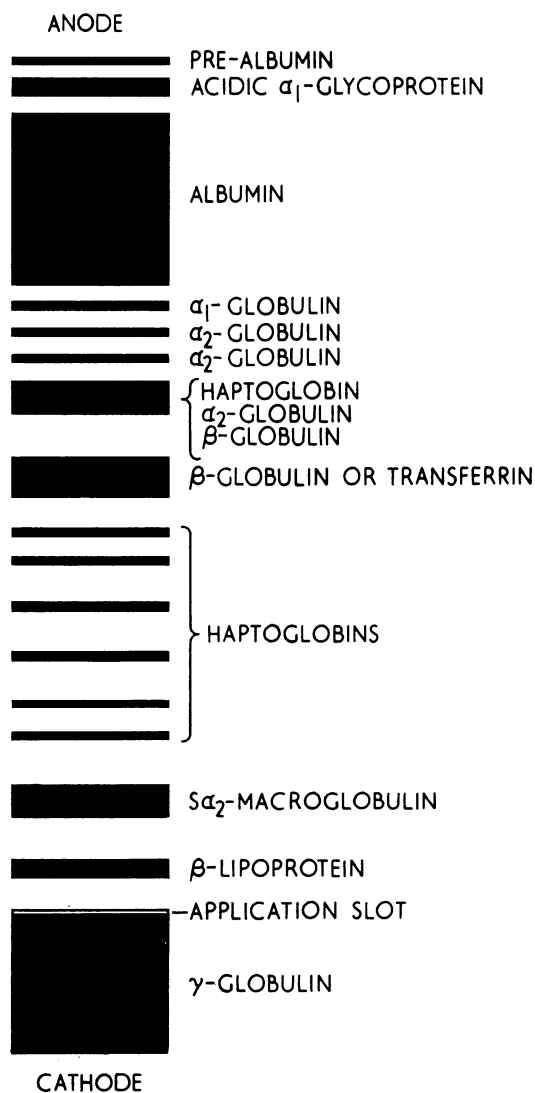 ANODE
PRE-ALBUMIN
ACIDIC α₁-GLYCOPROTEIN
ALBUMIN
α₁-GLOBULIN
α₂-GLOBULIN
α₂-GLOBULIN
HAPTOGLOBIN
α₂-GLOBULIN
β-GLOBULIN
β-GLOBULIN OR TRANSFERRIN
HAPTOGLOBINS
Sα₂-MACROGLOBULIN
β-LIPOPROTEIN
APPLICATION SLOT
γ-GLOBULIN
CATHODE